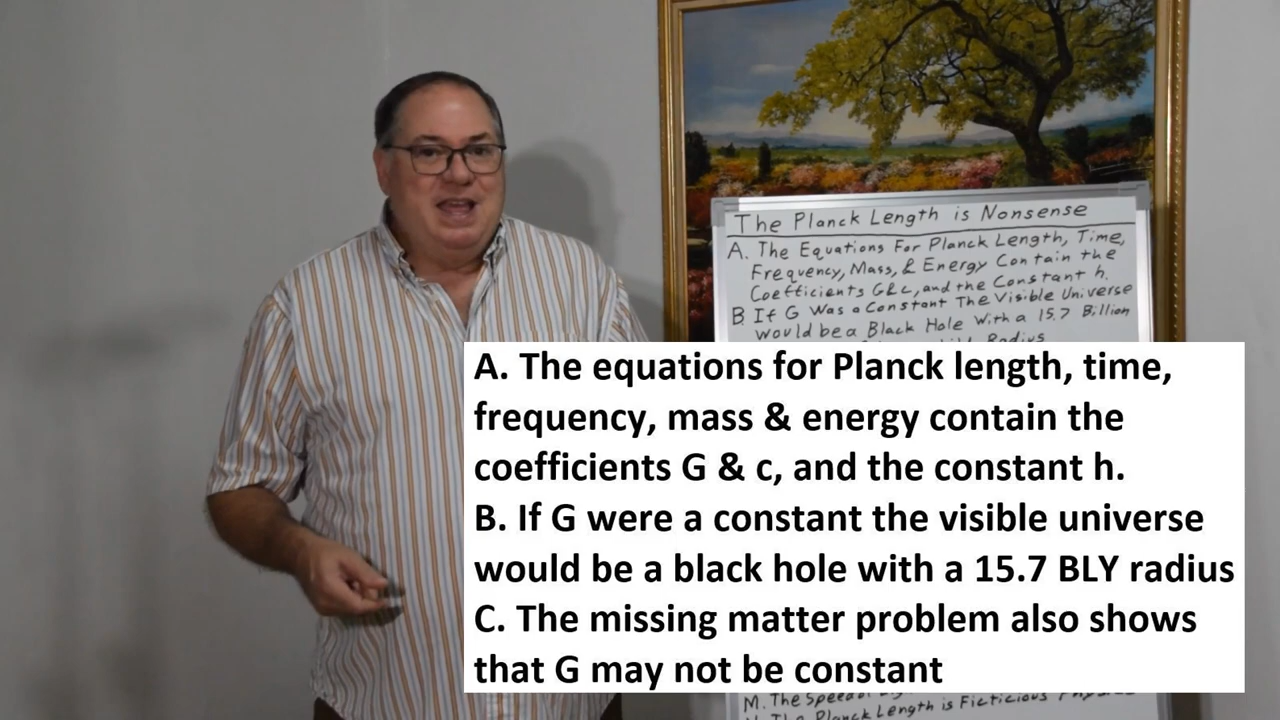 The Planck Length is Nonsense
A. The Equations For Planck Length, Time,
Frequency, Mass, & Energy Contain the
Coefficients G&c, and the Constant h.
B. If G Was a Constant The Visible Universe
would be a Black Hole With a 15.7 Billion
Radius
A. The equations for Planck length, time,
frequency, mass & energy contain the
coefficients G & c, and the constant h.
B. If G were a constant the visible universe
would be a black hole with a 15.7 BLY radius
C. The missing matter problem also shows
that G may not be constant
M. The Speed of
The Planck Length is Ficticious